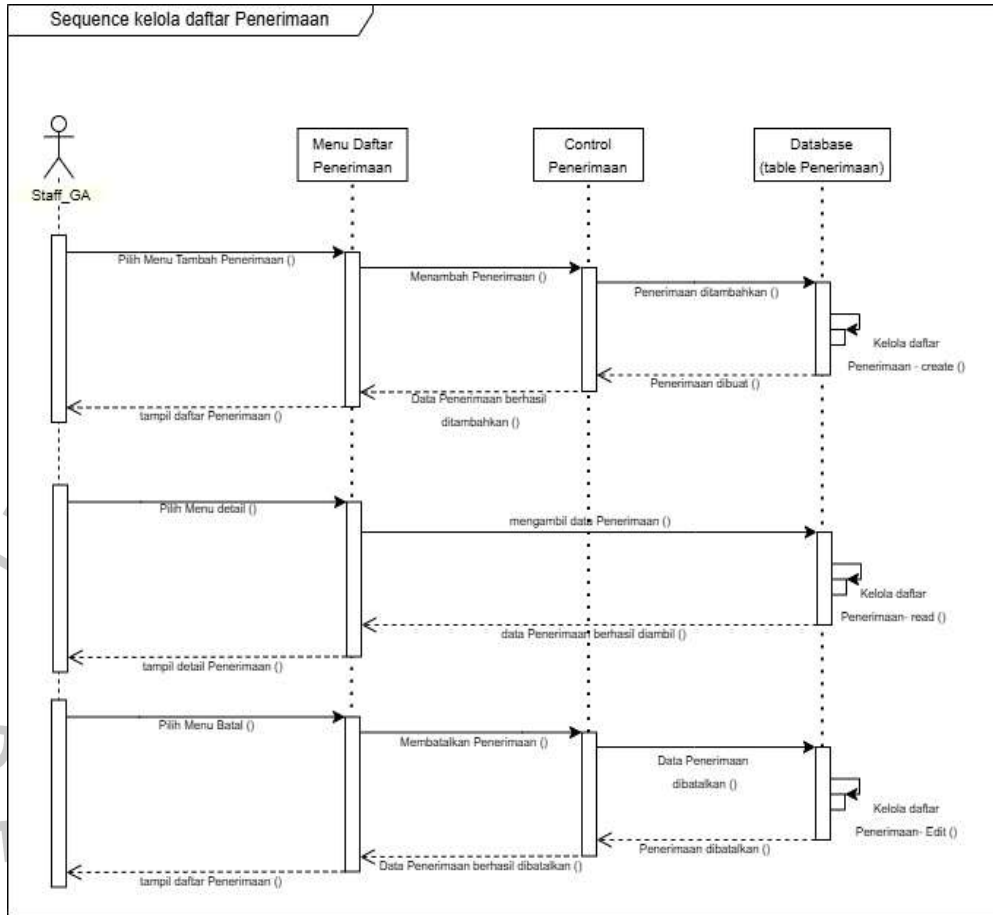 Sequence kelola daftar Penerimaan
Menu Daftar
Penerimaan
Control
Penerimaan
Database
(table Penerimaan)
Staff_GA
Pilih Menu Tambah Penerimaan ()
Menambah Penerimaan ()
Penerimaan ditambahkan ()
Kelola daftar
Penerimaan - create ()
Penerimaan dibuat ()
Data Penerimaan berhasil
ditambahkan ()
tampil daftar Penerimaan ()
Pilih Menu detail ()
mengambil data Penerimaan ()
Kelola daftar
Penerimaan- read ()
data Penerimaan berhasil diambil ()
tampil detail Penerimaan ()
Pilih Menu Batal ()
Membatalkan Penerimaan ()
Data Penerimaan
dibatalkan ()
Kelola daftar
Penerimaan- Edit ()
Penerimaan dibatalkan ()
Data Penerimaan berhasil dibatalkan ()
tampil daftar Penerimaan ()